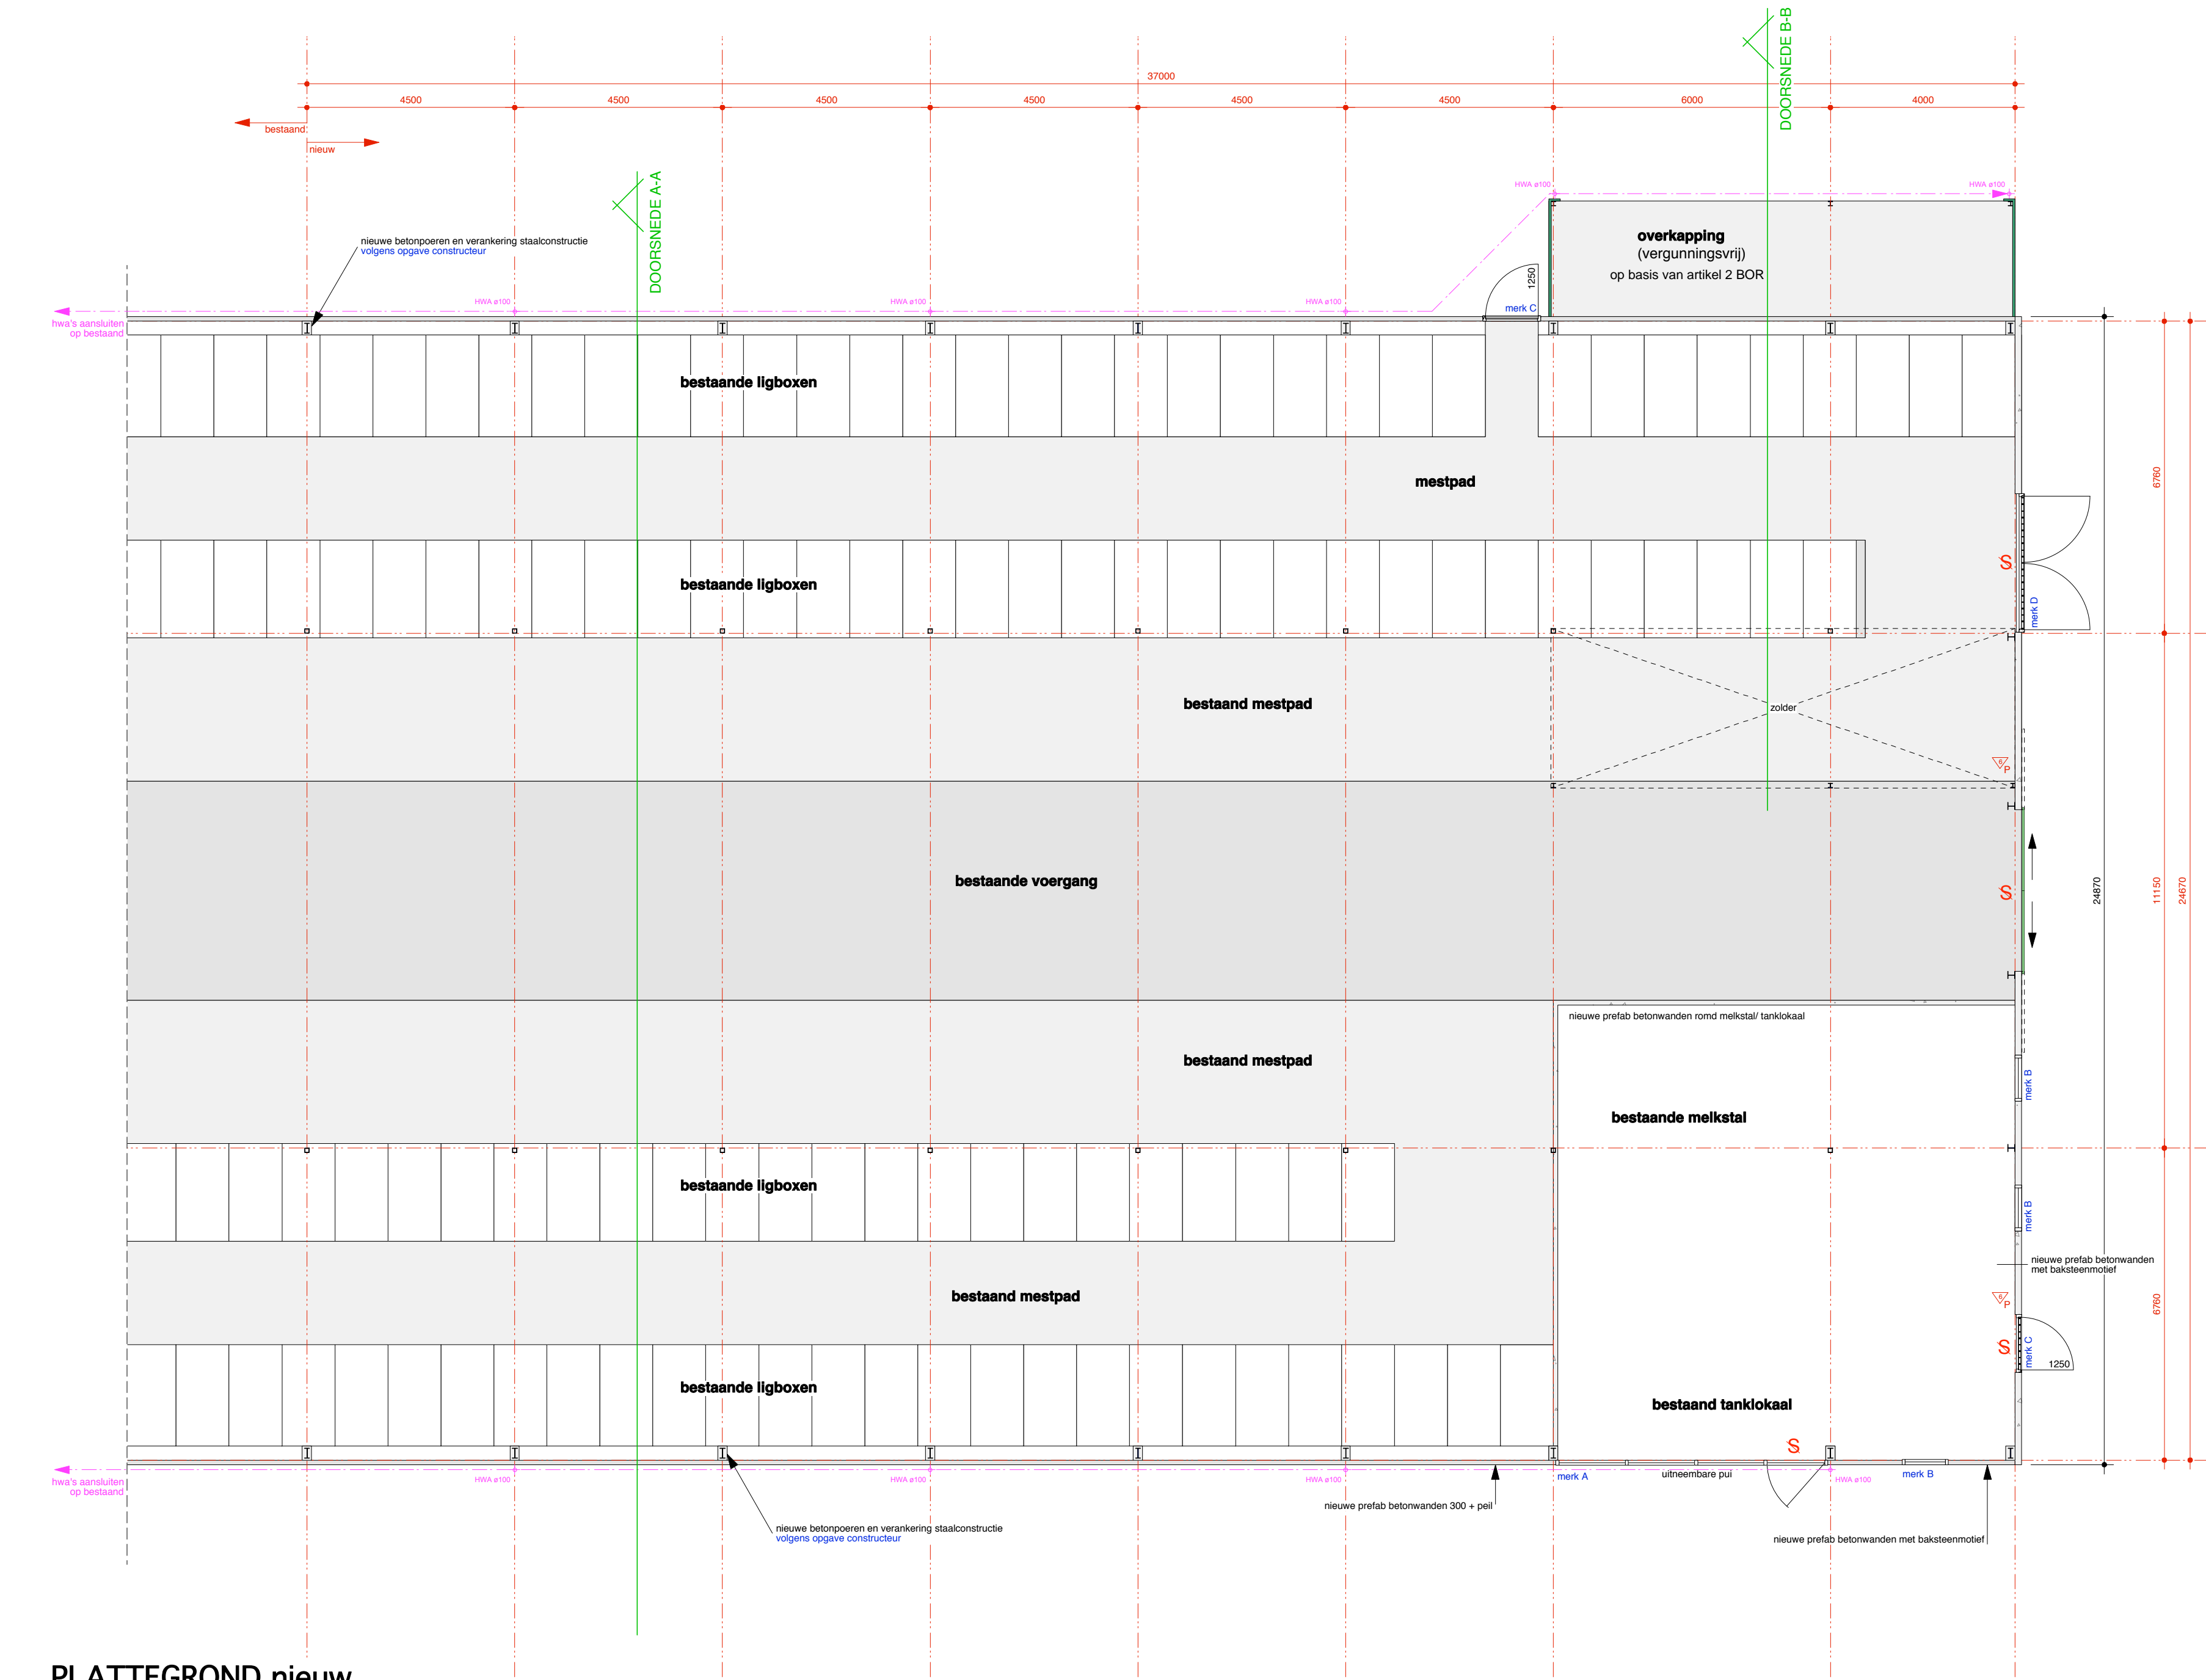 DOORSNEDE B-B
37000
4500
4500
4500
4500
4500
4500
6000
4000
bestaand
nieuw
DOORSNEDE A-A
HWA ø100
HWA ø100
overkapping
(vergunningsvrij)
op basis van artikel 2 BOR
nieuwe betonpoeren en verankering staalconstructie
volgens opgave constructeur
1250
merk C
HWA ø100
HWA ø100
HWA ø100
hwa's aansluiten
op bestaand
bestaande ligboxen
mestpad
6760
S
bestaande ligboxen
merk D
bestaand mestpad
zolder
6
P
bestaande voergang
S
24870
11150
24670
nieuwe prefab betonwanden romd melkstal/ tanklokaal
bestaand mestpad
merk B
bestaande melkstal
bestaande ligboxen
merk B
nieuwe prefab betonwanden
met baksteenmotief
bestaand mestpad
6
P
6760
S
merk C
1250
bestaande ligboxen
bestaand tanklokaal
S
hwa's aansluiten
op bestaand
HWA ø100
HWA ø100
HWA ø100
merk A
uitneembare pui
HWA ø100
merk B
nieuwe prefab betonwanden 300 + peil
nieuwe betonpoeren en verankering staalconstructie
volgens opgave constructeur
nieuwe prefab betonwanden met baksteenmotief
PLATTEGROND nieuw